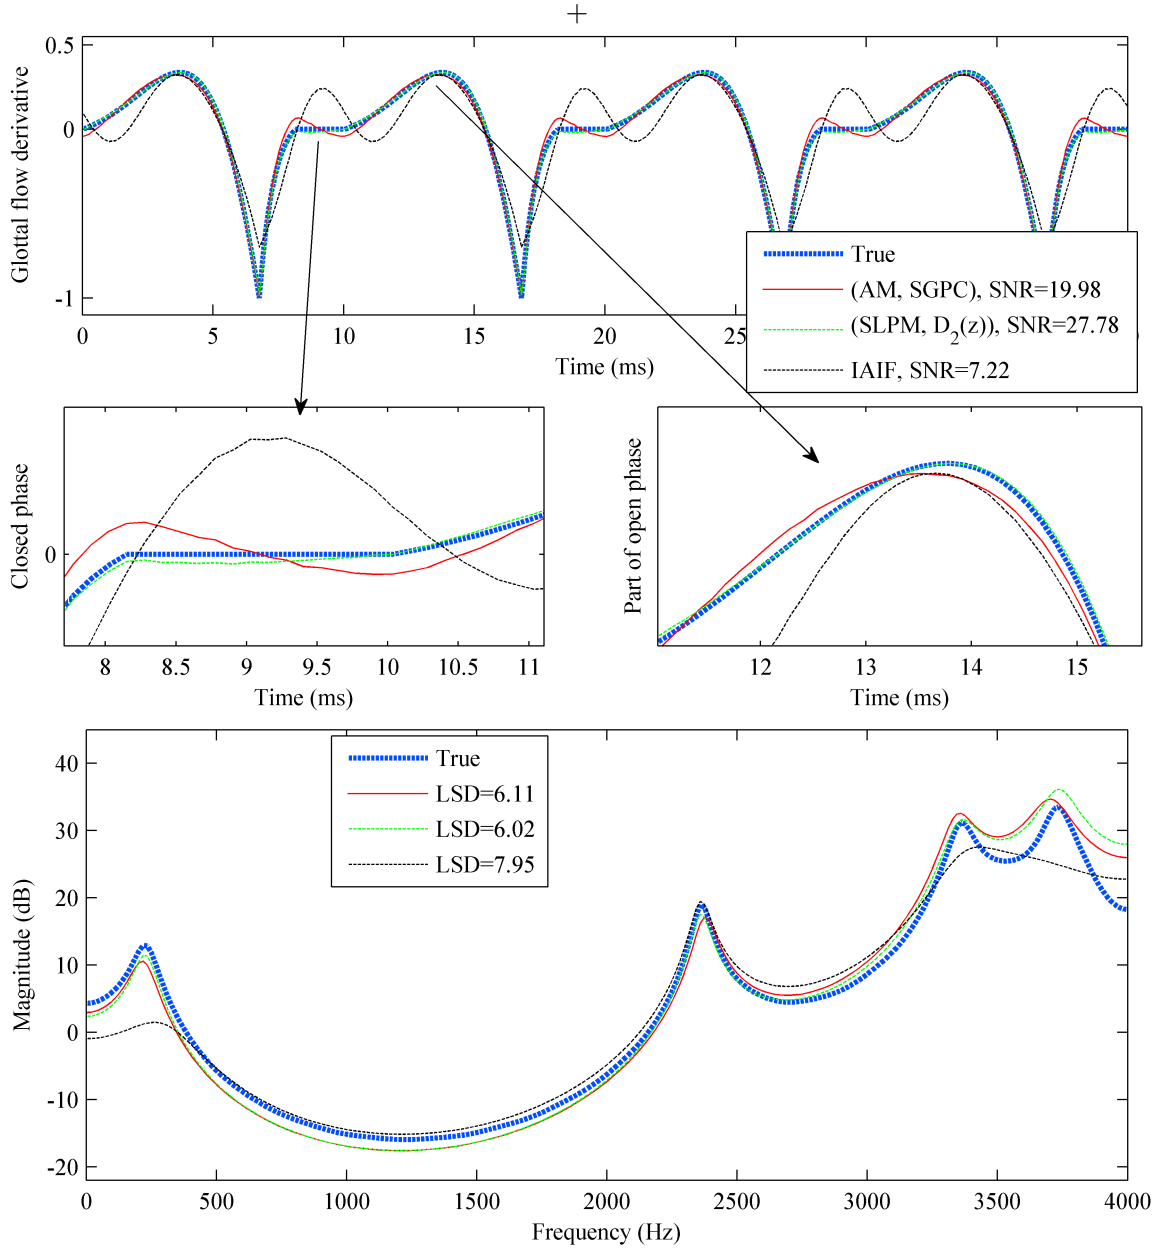 +
Glottal flow derivative
0.5
0
-1
0 5 10 15 20 25
Time (ms)
True
(AM, SGPC), SNR=19.98
(SLPM, D2(z)), SNR=27.78
IAIF, SNR=7.22
Closed phase
0
8 8.5 9 9.5 10 10.5 11
Time (ms)
Part of open phase
12 13 14 15
Time (ms)
Magnitude (dB)
40
30
20
10
0
-10
-20
True
LSD=6.11
LSD=6.02
LSD=7.95
0 500 1000 1500 2000 2500 3000 3500 4000
Frequency (Hz)